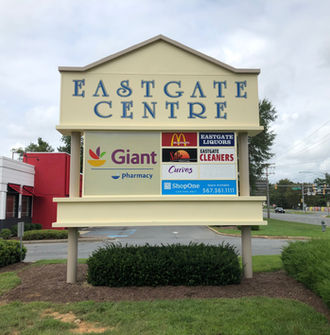 EASTGATE
CENTRE
Giant
Pharmacy
EASTGATE
LIQUORS
EASTGATE
CLEANERS
Curves
ShopOne
567.361.1111